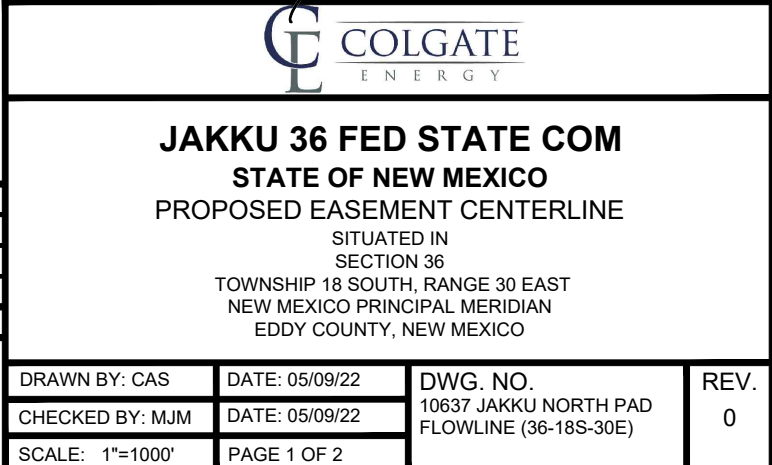 CE COLGATE
ENERGY
JAKKU 36 FED STATE COM
STATE OF NEW MEXICO
PROPOSED EASEMENT CENTERLINE
SITUATED IN
SECTION 36
TOWNSHIP 18 SOUTH, RANGE 30 EAST
NEW MEXICO PRINCIPAL MERIDIAN
EDDY COUNTY, NEW MEXICO
DRAWN BY: CAS
DATE: 05/09/22
CHECKED BY: MJM
DATE: 05/09/22
SCALE: 1"=1000'
PAGE 1 OF 2
DWG. NO.
10637 JAKKU NORTH PAD
FLOWLINE (36-18S-30E)
REV.
0